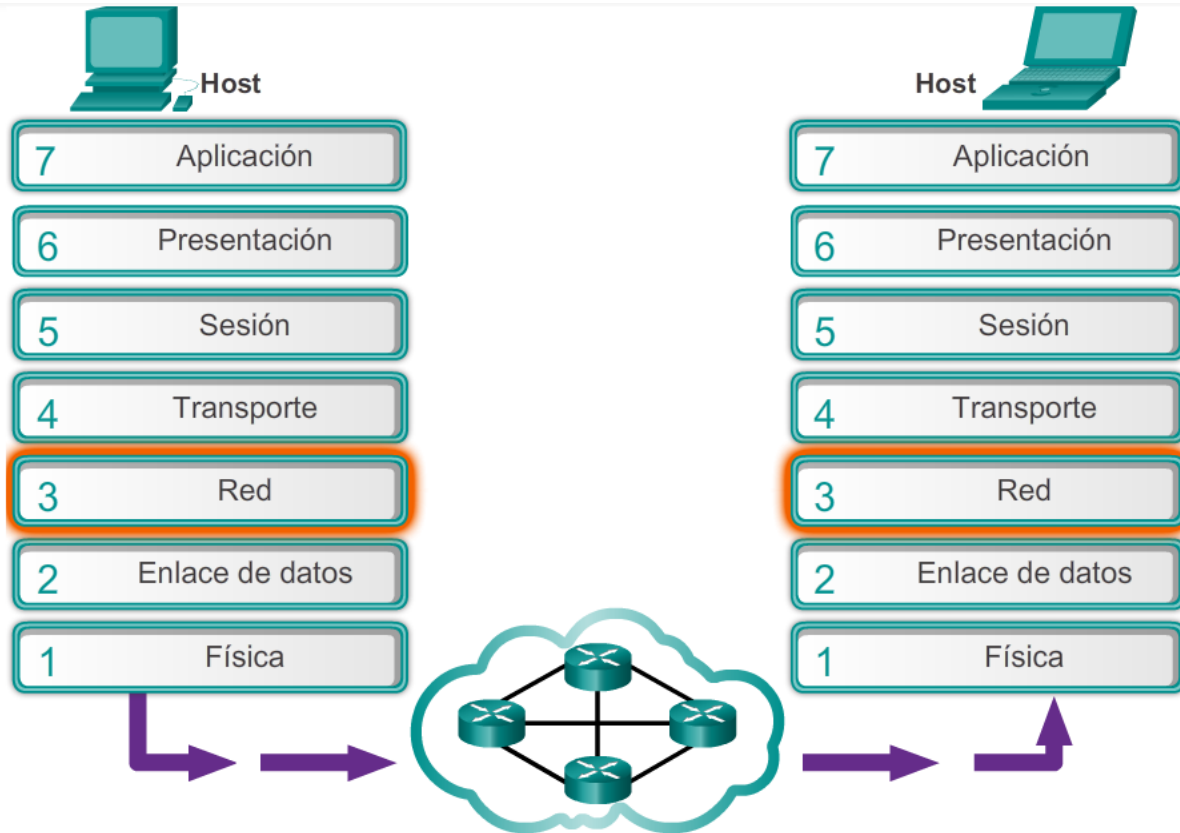 Host
7 Aplicación
6 Presentación
5 Sesión
4 Transporte
3 Red
2 Enlace de datos
1 Física
Host
7 Aplicación
6 Presentación
5 Sesión
4 Transporte
3 Red
2 Enlace de datos
1 Física